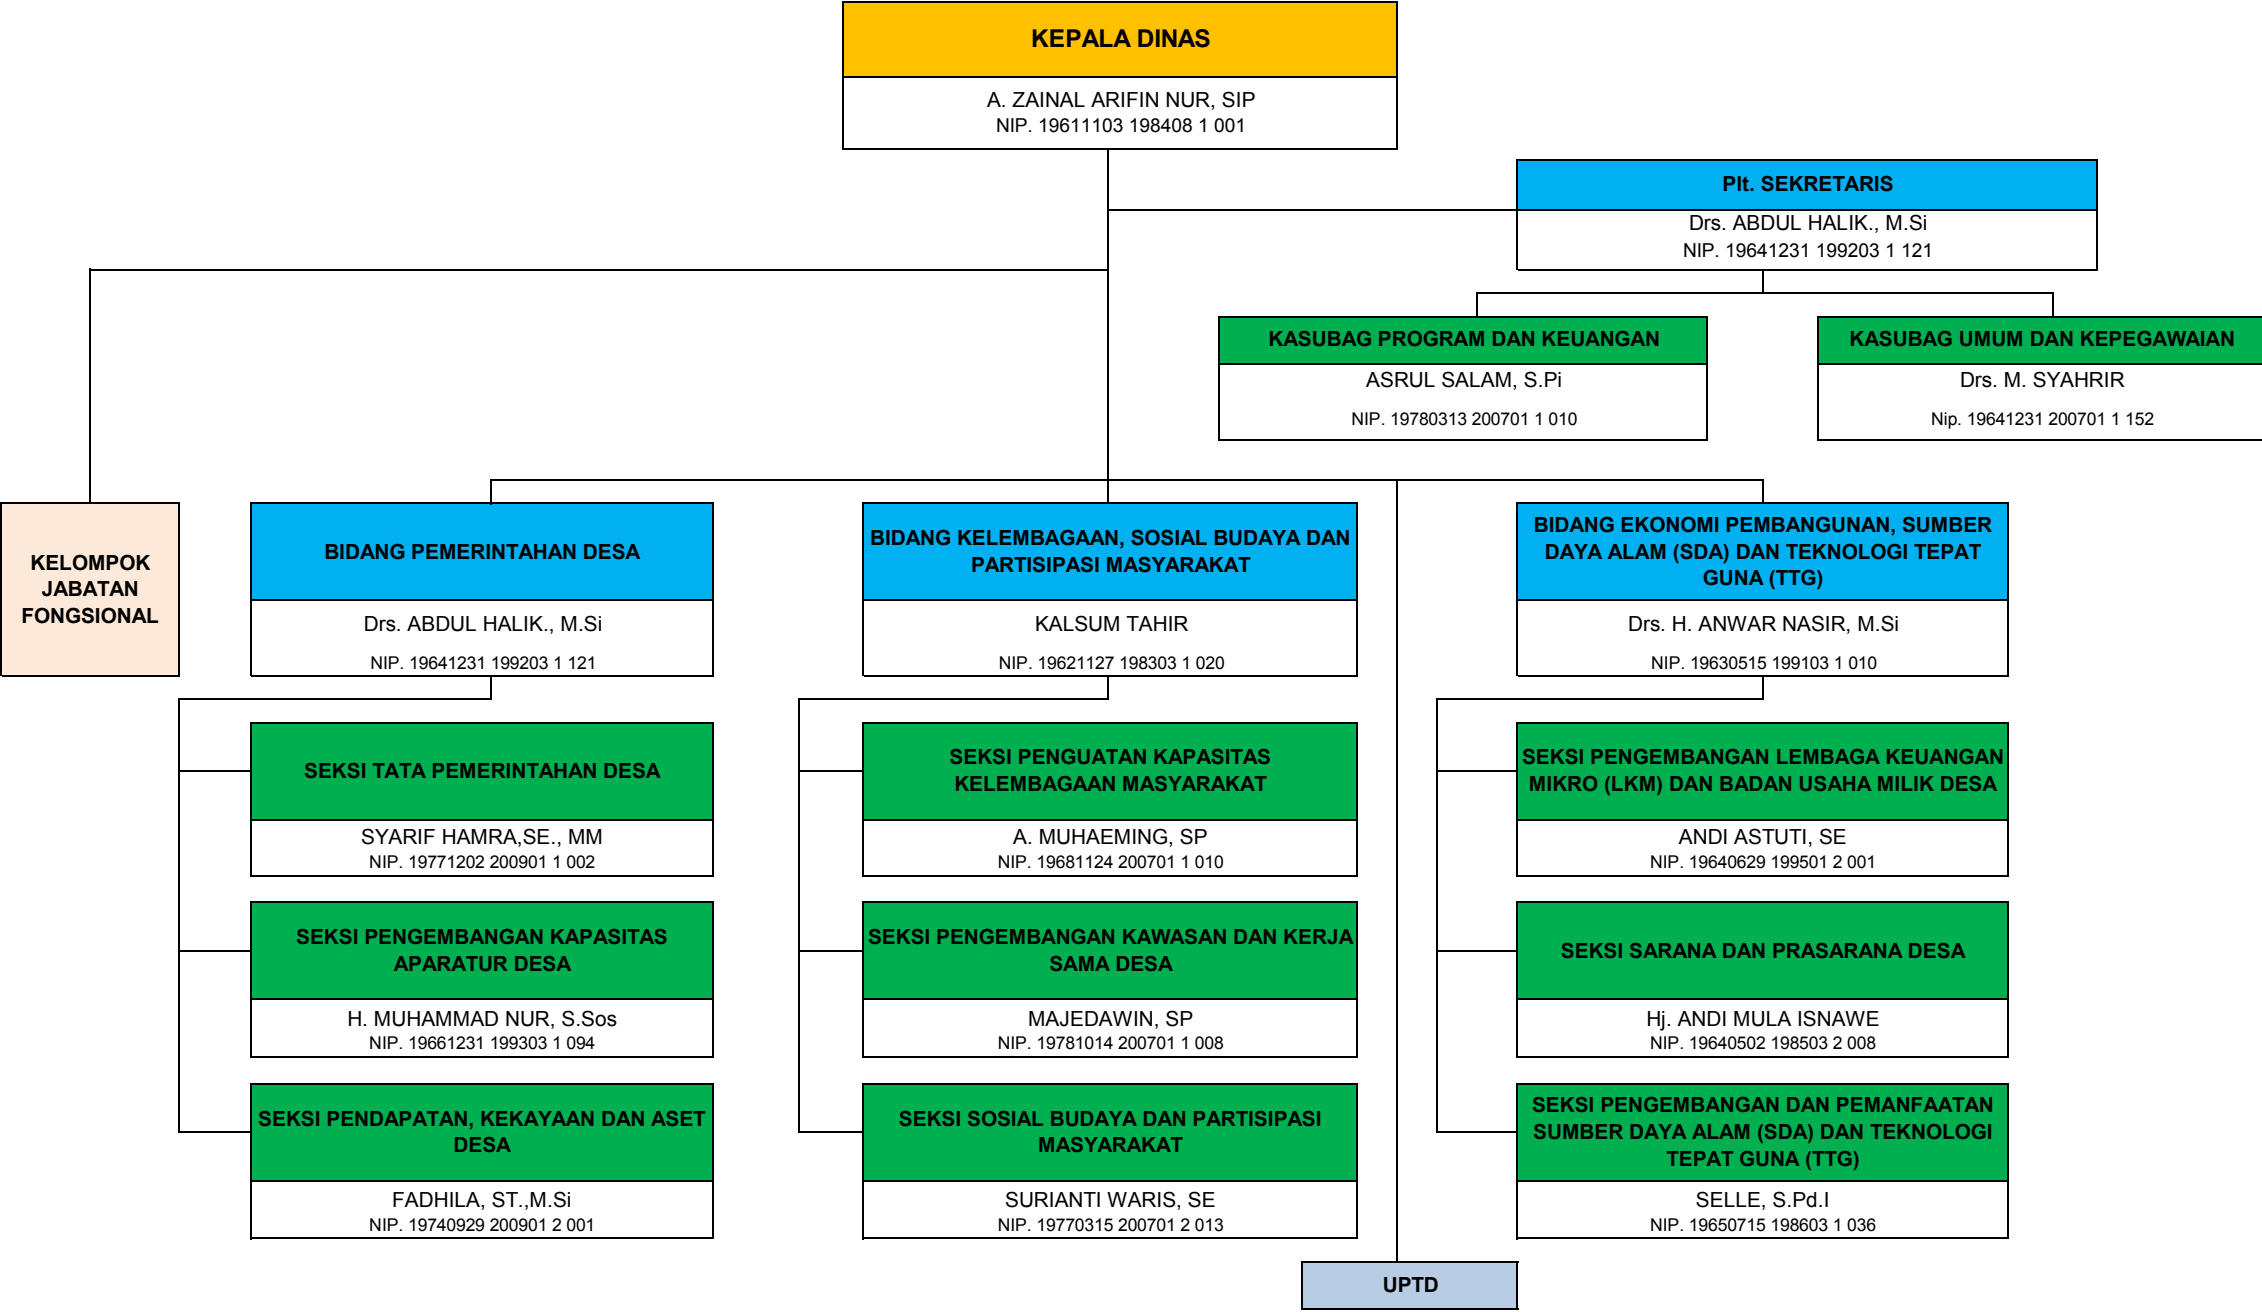 KEPALA DINAS
A. ZAINAL ARIFIN NUR, SIP
NIP. 19611103 198408 1 001
Plt. SEKRETARIS
Drs. ABDUL HALIK., M.Si
NIP. 19641231 199203 1 121
KASUBAG PROGRAM DAN KEUANGAN
ASRUL SALAM, S.Pi
NIP. 19780313 200701 1 010
KASUBAG UMUM DAN KEPEGAWAIAN
Drs. M. SYAHRIR
Nip. 19641231 200701 1 152
KELOMPOK
JABATAN
FONGSIONAL
BIDANG PEMERINTAHAN DESA
Drs. ABDUL HALIK., M.Si
NIP. 19641231 199203 1 121
BIDANG KELEMBAGAAN, SOSIAL BUDAYA DAN
PARTISIPASI MASYARAKAT
KALSUM TAHIR
NIP. 19621127 198303 1 020
BIDANG EKONOMI PEMBANGUNAN, SUMBER
DAYA ALAM (SDA) DAN TEKNOLOGI TEPAT
GUNA (TTG)
Drs. H. ANWAR NASIR, M.Si
NIP. 19630515 199103 1 010
SEKSI TATA PEMERINTAHAN DESA
SYARIF HAMRA,SE., MM
NIP. 19771202 200901 1 002
SEKSI PENGUATAN KAPASITAS
KELEMBAGAAN MASYARAKAT
A. MUHAEMING, SP
NIP. 19681124 200701 1 010
SEKSI PENGEMBANGAN LEMBAGA KEUANGAN
MIKRO (LKM) DAN BADAN USAHA MILIK DESA
ANDI ASTUTI, SE
NIP. 19640629 199501 2 001
SEKSI PENGEMBANGAN KAPASITAS
APARATUR DESA
H. MUHAMMAD NUR, S.Sos
NIP. 19661231 199303 1 094
SEKSI PENGEMBANGAN KAWASAN DAN KERJA
SAMA DESA
MAJEDAWIN, SP
NIP. 19781014 200701 1 008
SEKSI SARANA DAN PRASARANA DESA
Hj. ANDI MULA ISNAWE
NIP. 19640502 198503 2 008
SEKSI PENDAPATAN, KEKAYAAN DAN ASET
DESA
FADHILA, ST.,M.Si
NIP. 19740929 200901 2 001
SEKSI SOSIAL BUDAYA DAN PARTISIPASI
MASYARAKAT
SURIANTI WARIS, SE
NIP. 19770315 200701 2 013
SEKSI PENGEMBANGAN DAN PEMANFAATAN
SUMBER DAYA ALAM (SDA) DAN TEKNOLOGI
TEPAT GUNA (TTG)
SELLE, S.Pd.I
NIP. 19650715 198603 1 036
UPTD